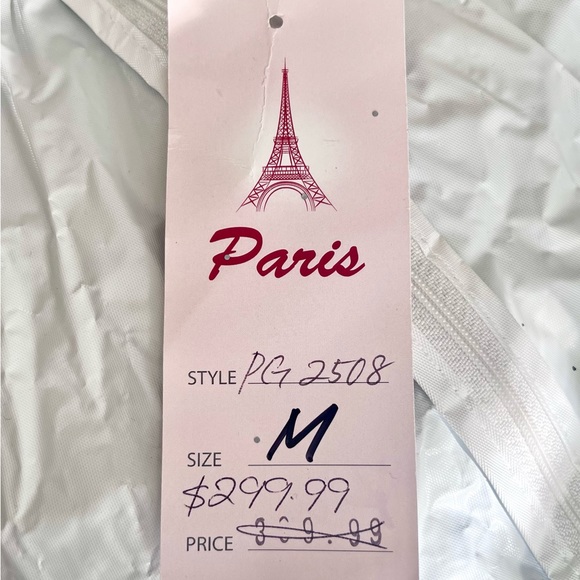 Paris
STYLE PG 2508
SIZE M
$299.99
PRICE